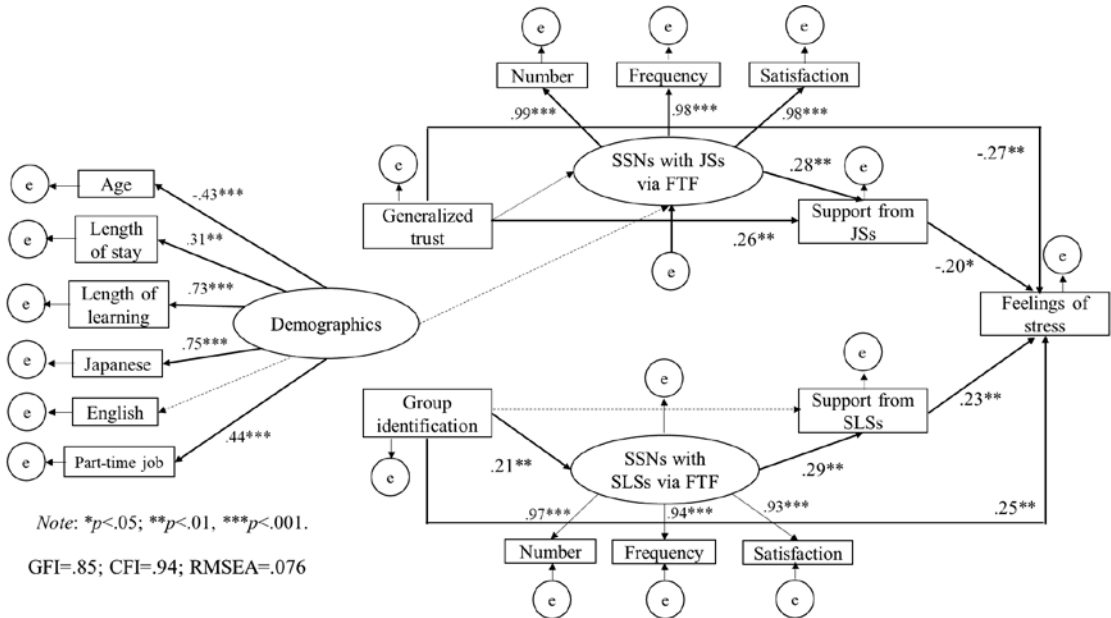 e
e
e
Number
Frequency
Satisfaction
.99***
.98***
.98***
-.27**
e
SSNs with JSs
via FTF
.28**
e
e
Age
-.43***
Generalized
trust
Support from
JSs
.26**
e
Length
of stay
.31**
e
-.20*
e
Length of
learning
.73***
Demographics
Feelings of
stress
e
Japanese
.75***
e
e
e
English
Group
identification
Support from
SLSs
.23**
e
Part-time job
.44***
e
.21**
SSNs with
SLSs via FTF
.29**
.97***
.94***
.93***
.25**
Note: *p<.05; **p<.01, ***p<.001.
Number
Frequency
Satisfaction
GFI=.85; CFI=.94; RMSEA=.076
e
e
e